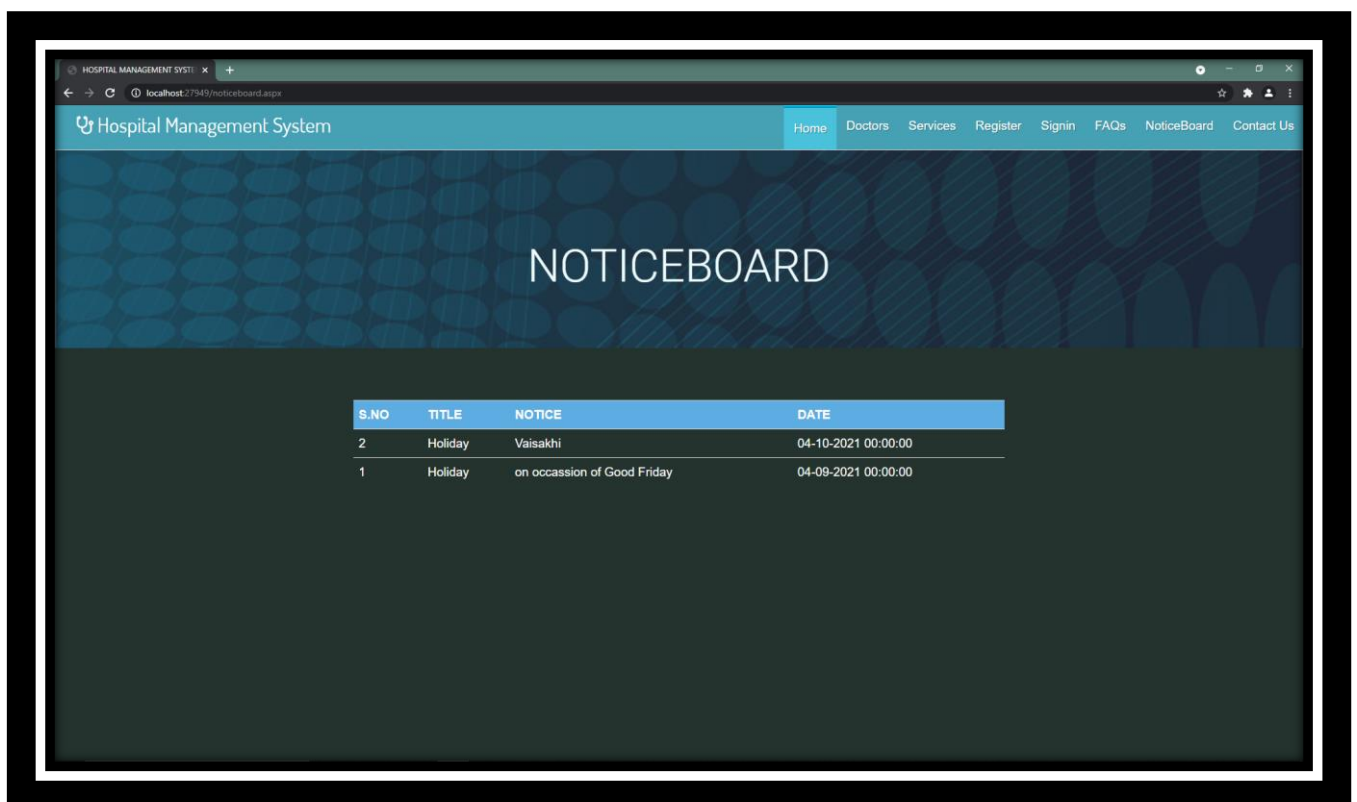 HOSPITAL MANAGEMENT SYSTE
localhost:27949/noticeboard.aspx
Hospital Management System Home Doctors Services Register Signin FAQs NoticeBoard Contact Us
NOTICEBOARD
S.NO TITLE NOTICE DATE
2 Holiday Vaisakhi 04-10-2021 00:00:00
1 Holiday on occassion of Good Friday 04-09-2021 00:00:00